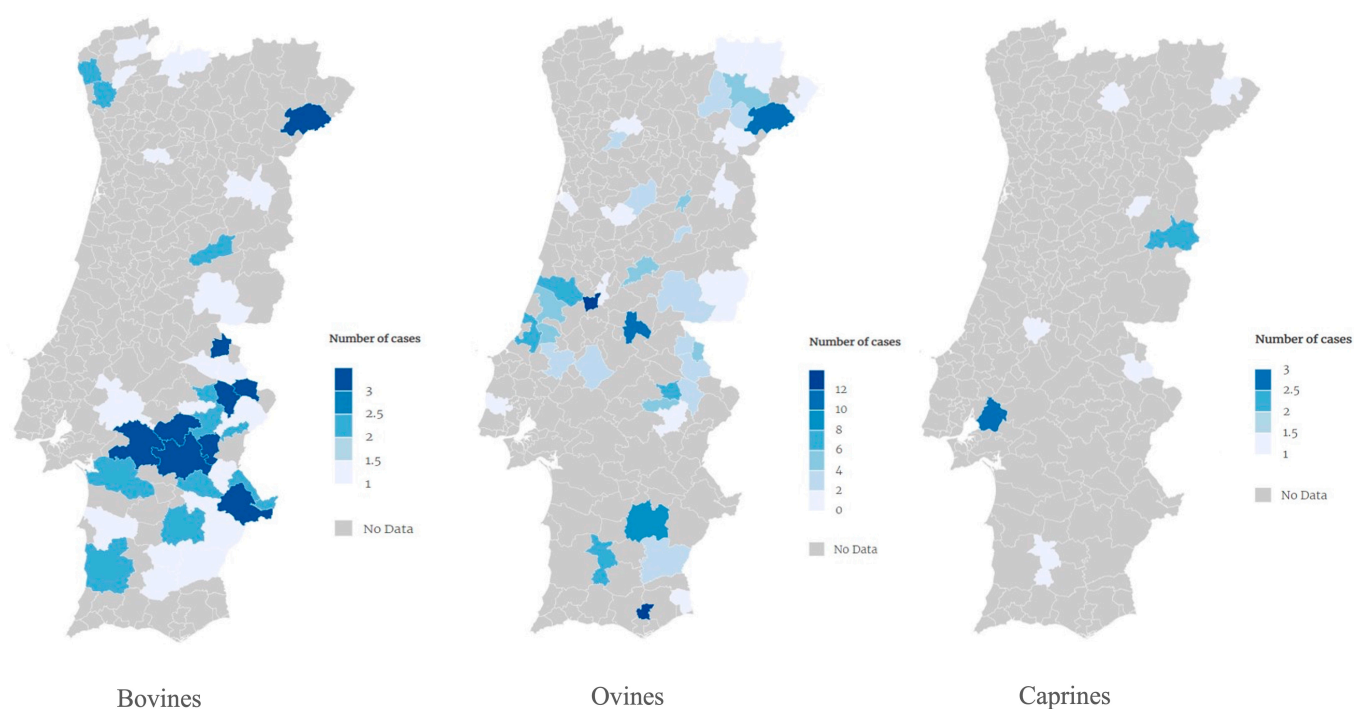 Number of cases
3
2.5
2
1.5
1
No Data
Number of cases
12
10
8
6
4
2
0
No Data
Number of cases
3
2.5
2
1.5
1
No Data
Bovines
Ovines
Caprines